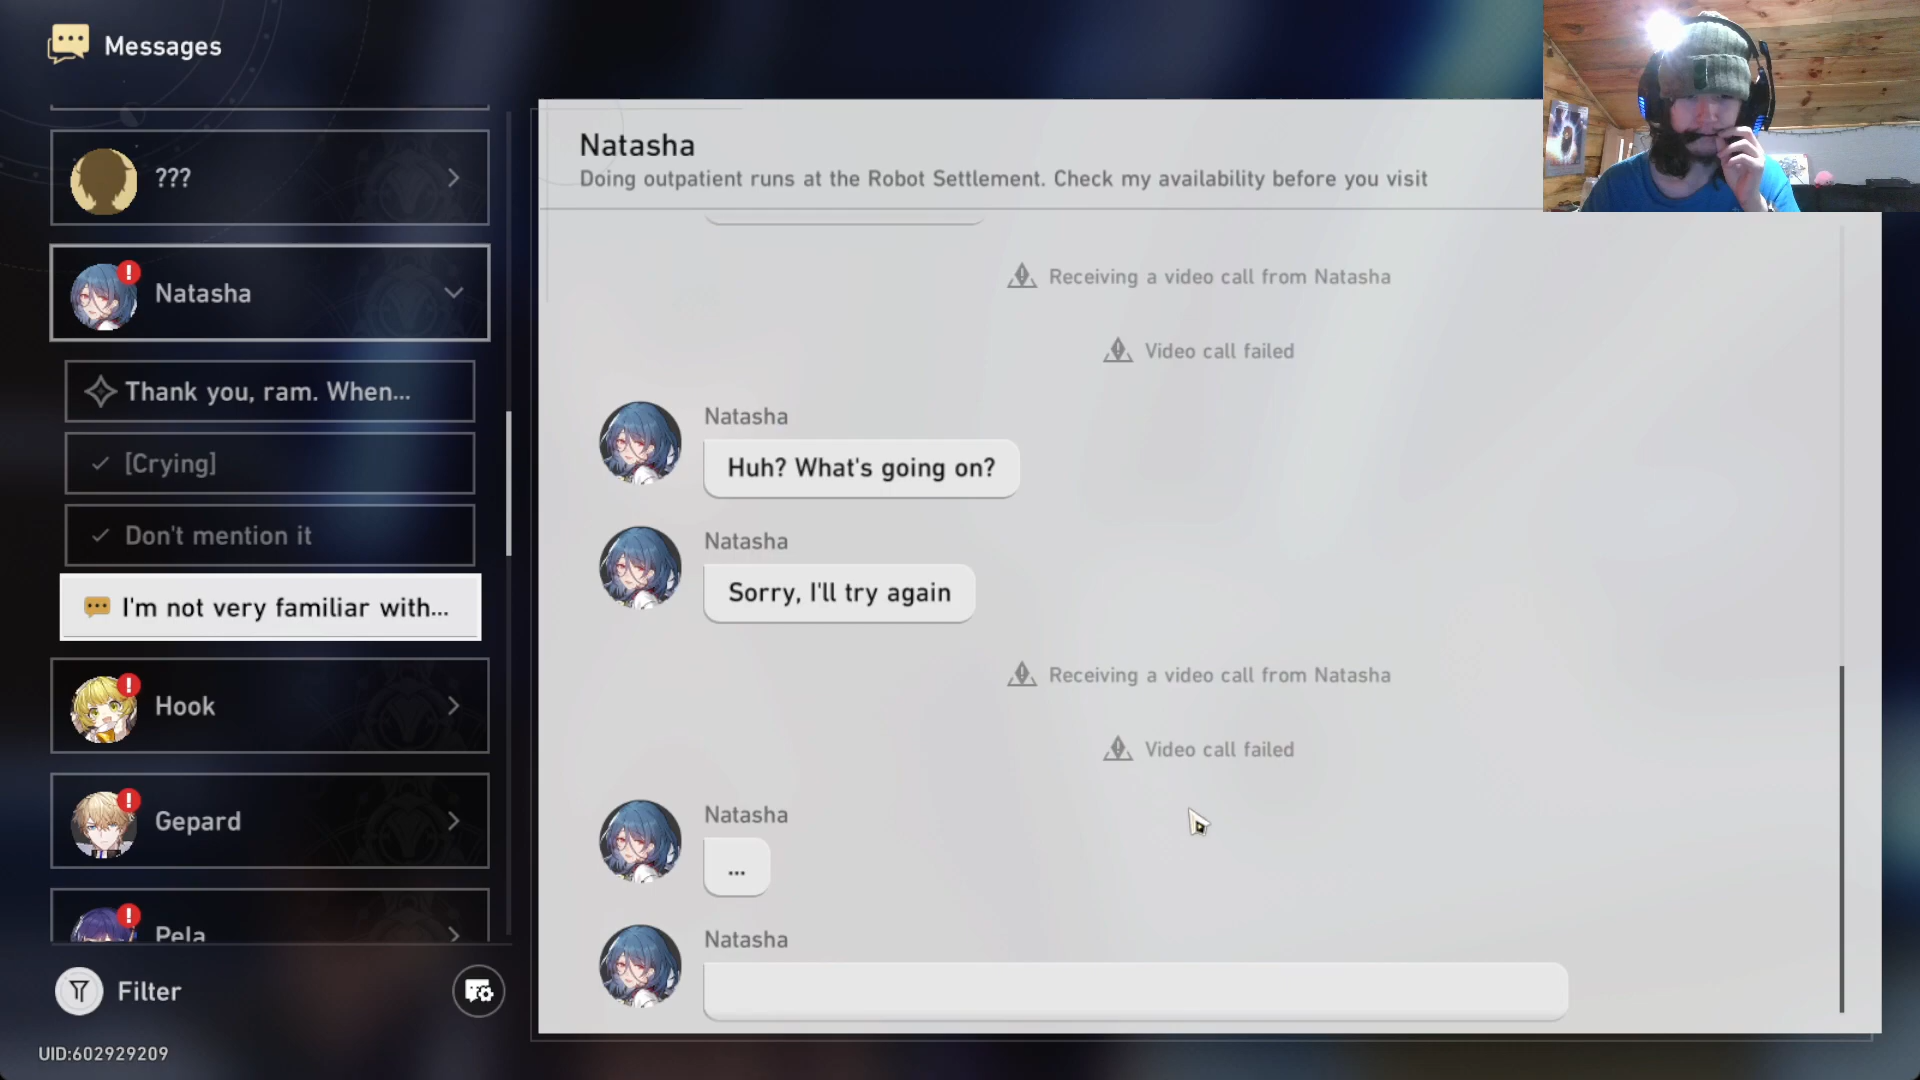 Messages
???
Natasha
Thank you, ram. When...
[Crying]
Don't mention it
I'm not very familiar with...
Hook
Gepard
Pela
Filter
UID:602929209
Natasha
Doing outpatient runs at the Robot Settlement. Check my availability before you visit
Receiving a video call from Natasha
Video call failed
Natasha
Huh? What's going on?
Natasha
Sorry, I'll try again
Receiving a video call from Natasha
Video call failed
Natasha
...
Natasha